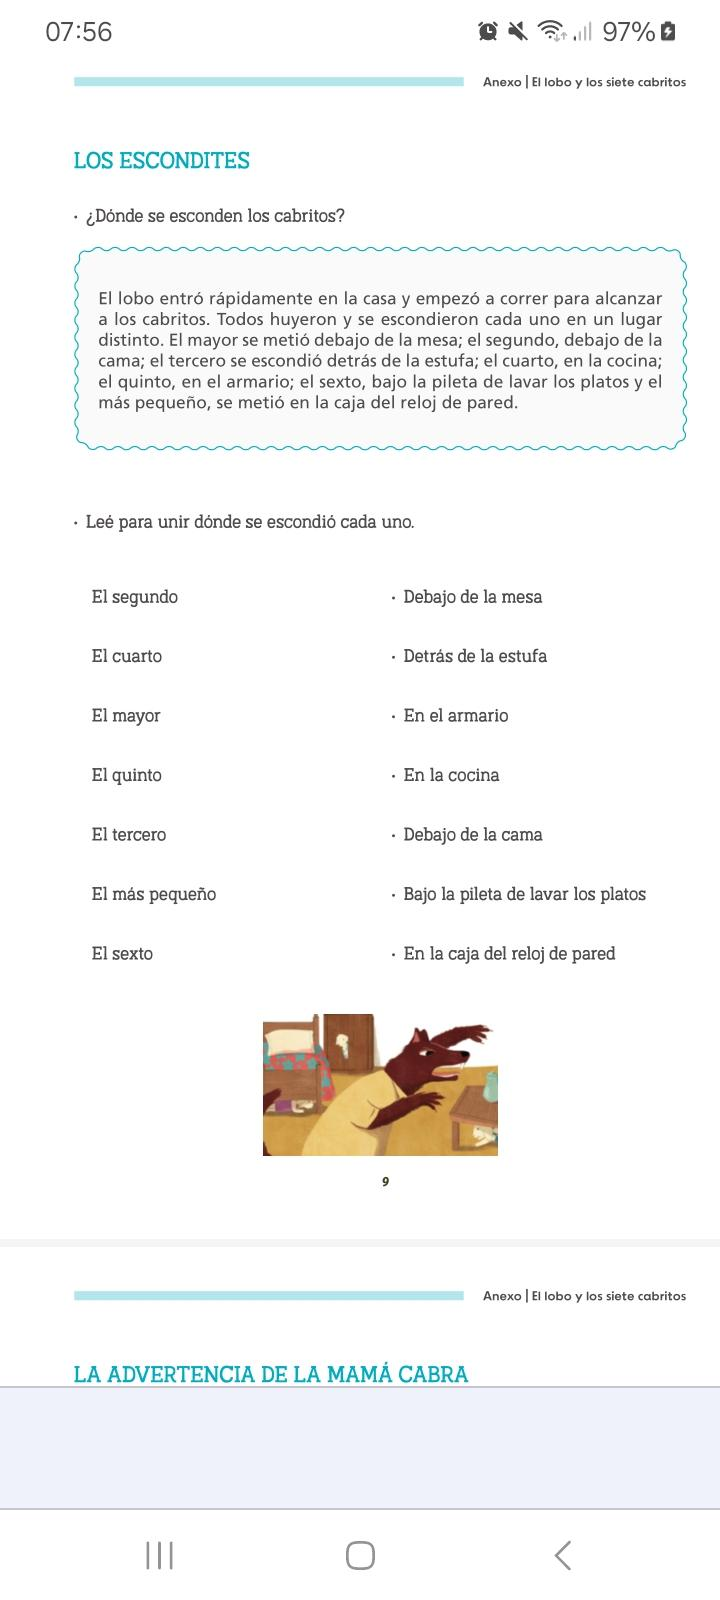 07:56
97%
Anexo | El lobo y los siete cabritos
LOS ESCONDITES
· ¿Dónde se esconden los cabritos?
El lobo entró rápidamente en la casa y empezó a correr para alcanzar
a los cabritos. Todos huyeron y se escondieron cada uno en un lugar
distinto. El mayor se metió debajo de la mesa; el segundo, debajo de la
cama; el tercero se escondió detrás de la estufa; el cuarto, en la cocina;
el quinto, en el armario; el sexto, bajo la pileta de lavar los platos y el
más pequeño, se metió en la caja del reloj de pared.
· Leé para unir dónde se escondió cada uno.
El segundo · Debajo de la mesa
El cuarto · Detrás de la estufa
El mayor · En el armario
El quinto · En la cocina
El tercero · Debajo de la cama
El más pequeño · Bajo la pileta de lavar los platos
El sexto · En la caja del reloj de pared
9
Anexo | El lobo y los siete cabritos
LA ADVERTENCIA DE LA MAMÁ CABRA